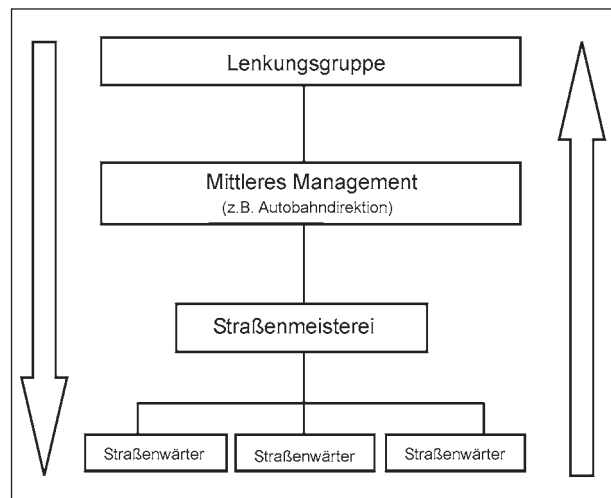 Lenkungsgruppe
Mittleres Management
(z.B. Autobahndirektion)
Straßenmeisterei
Straßenwärter
Straßenwärter
Straßenwärter